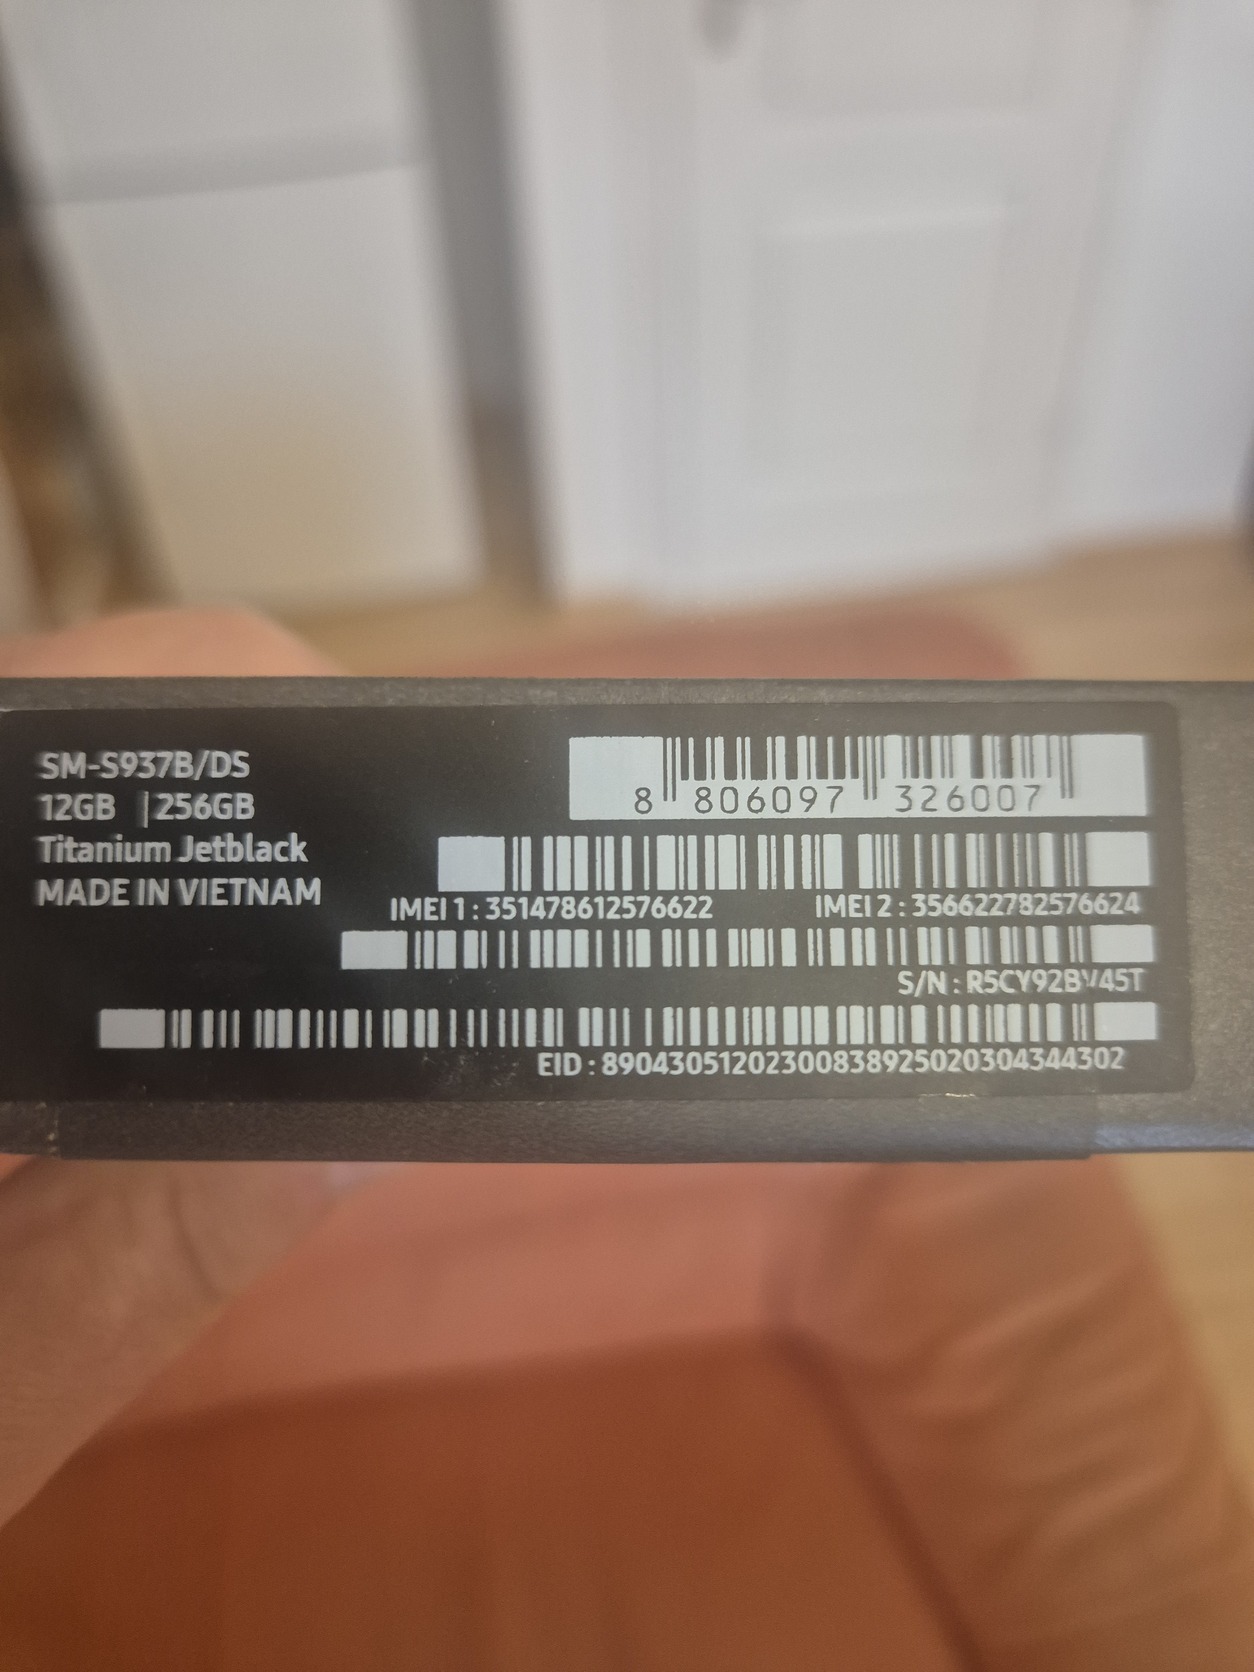 SM-S937B/DS
12GB | 256GB
Titanium Jetblack
MADE IN VIETNAM
8 806097 326007
IMEI 1 : 351478612576622 IMEI 2 : 356622782576624
S/N : R5CY92BV45T
EID : 89043051202300838925020304344302